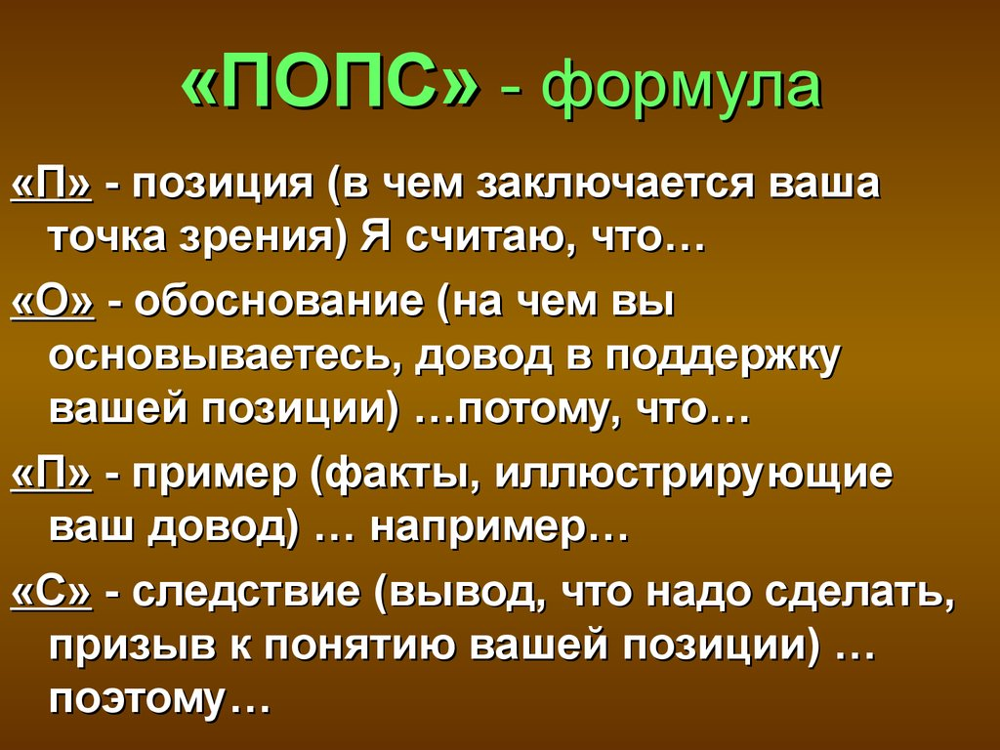 «ПОПС» - формула
«П» - позиция (в чем заключается ваша
точка зрения) Я считаю, что…
«О» - обоснование (на чем вы
основываетесь, довод в поддержку
вашей позиции) …потому, что…
«П» - пример (факты, иллюстрирующие
ваш довод) … например…
«С» - следствие (вывод, что надо сделать,
призыв к понятию вашей позиции) …
поэтому…